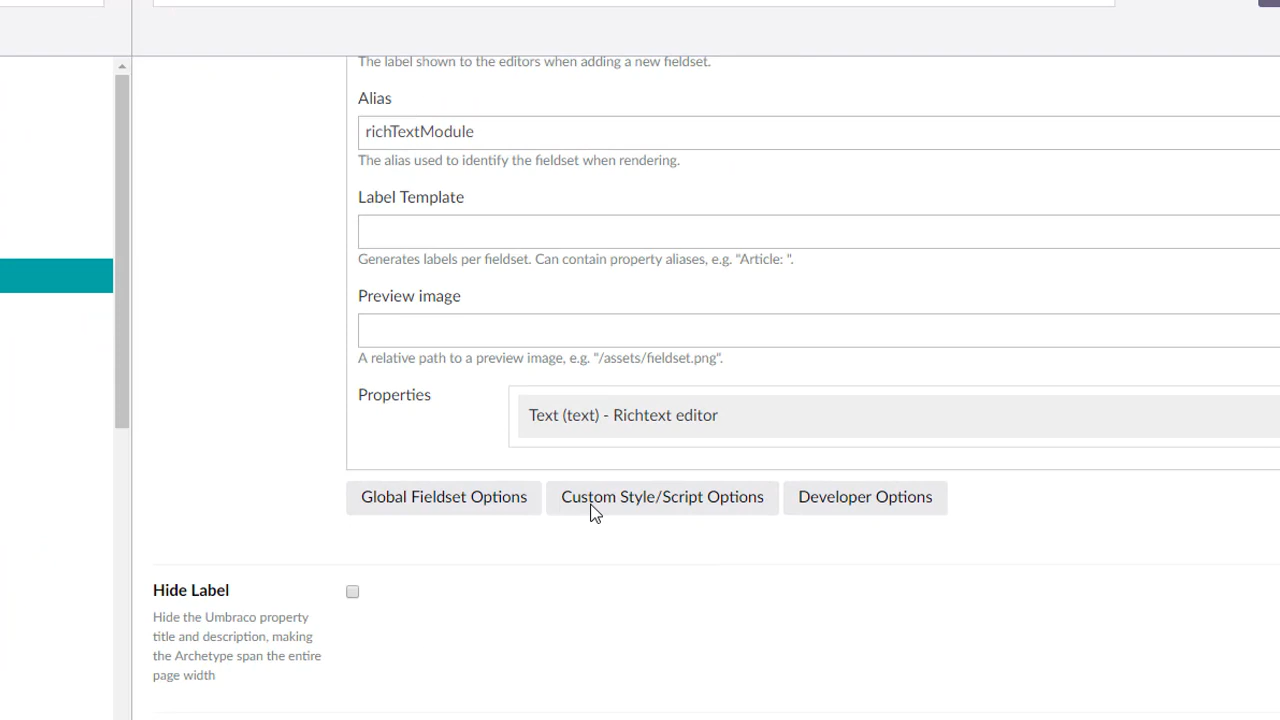 The label shown to the editors when adding a new fieldset.
Alias
richTextModule
The alias used to identify the fieldset when rendering.
Label Template
Generates labels per fieldset. Can contain property aliases, e.g. "Article: ".
Preview image
A relative path to a preview image, e.g. "/assets/fieldset.png".
Properties
Text (text) - Richtext editor
Global Fieldset Options
Custom Style/Script Options
Developer Options
Hide Label
Hide the Umbraco property
title and description, making
the Archetype span the entire
page width